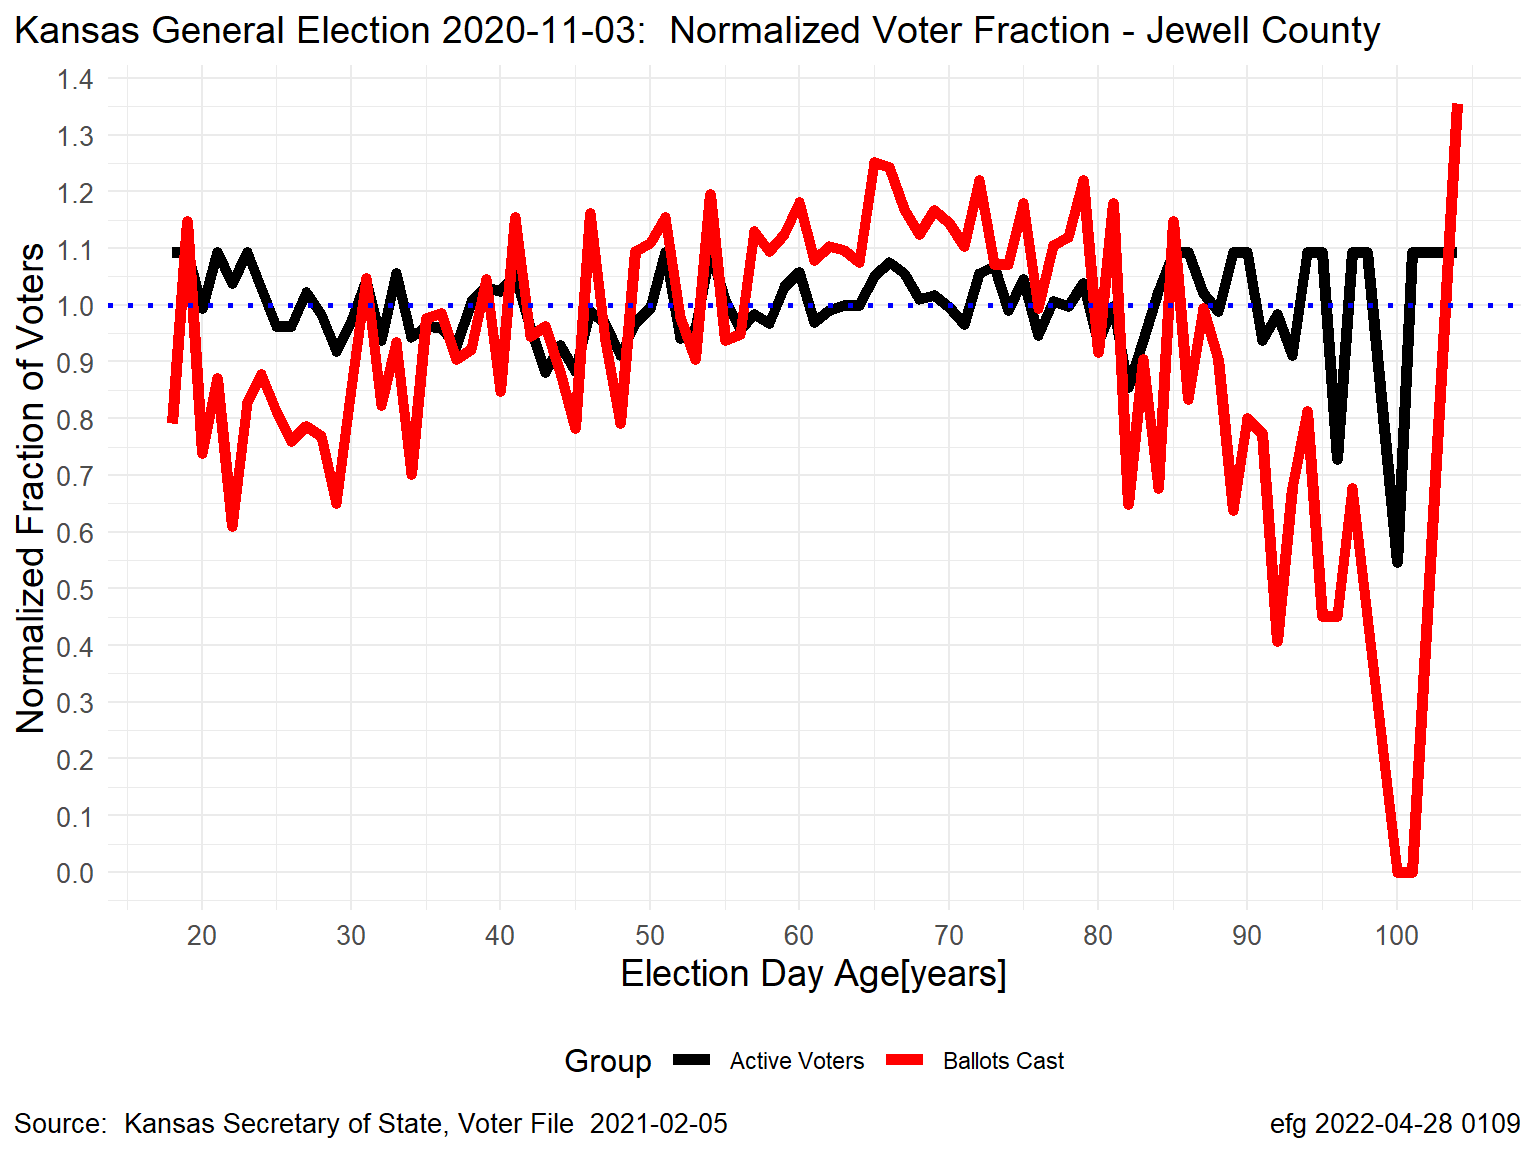 Kansas General Election 2020-11-03:  Normalized Voter Fraction - Jewell County
Normalized Fraction of Voters
1.4
1.3
1.2
1.1
1.0
0.9
0.8
0.7
0.6
0.5
0.4
0.3
0.2
0.1
0.0
20 30 40 50 60 70 80 90 100
Election Day Age[years]
Group Active Voters Ballots Cast
Source:  Kansas Secretary of State, Voter File  2021-02-05
efg 2022-04-28 0109